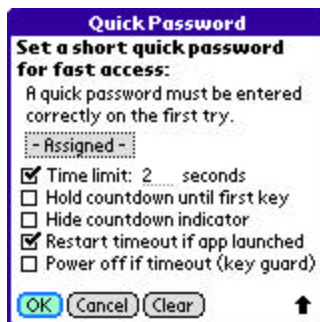 Quick Password
Set a short quick password
for fast access:
A quick password must be entered
correctly on the first try.
- Assigned -
Time limit: 2 seconds
Hold countdown until first key
Hide countdown indicator
Restart timeout if app launched
Power off if timeout (key guard)
OK Cancel Clear